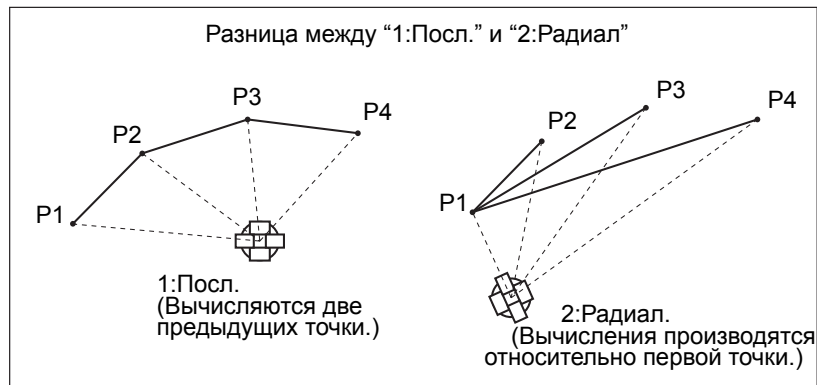 Разница между “1:Посл.” и “2:Радиал”
P1
P2
P3
P4
1:Посл.
(Вычисляются две
предыдущих точки.)
P1
P2
P3
P4
2:Радиал.
(Вычисления производятся
относительно первой точки.)